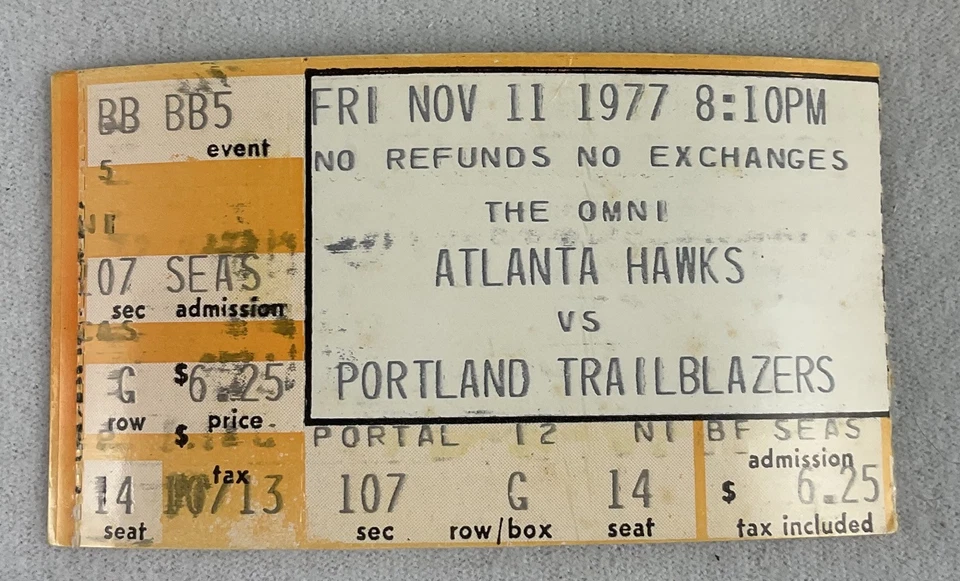 BB BB5
event
5
NI
07 SEAS
sec admission
G $6.25
row price
$
tax
14 10/13
seat
FRI NOV 11 1977 8:10PM
NO REFUNDS NO EXCHANGES
THE OMNI
ATLANTA HAWKS
VS
PORTLAND TRAILBLAZERS
PORTAL 12 NI BF SEAS
admission
107 G 14 $ 6.25
sec row/box seat tax included